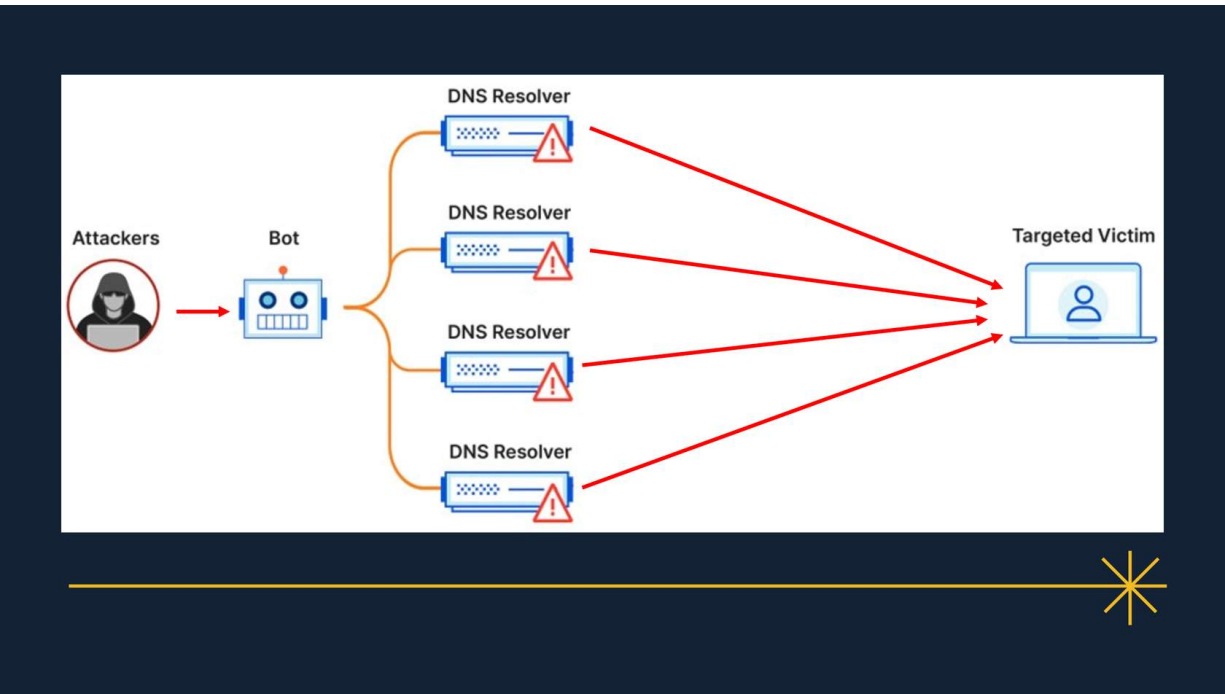 DNS Resolver
DNS Resolver
Attackers
Bot
Targeted Victim
DNS Resolver
DNS Resolver